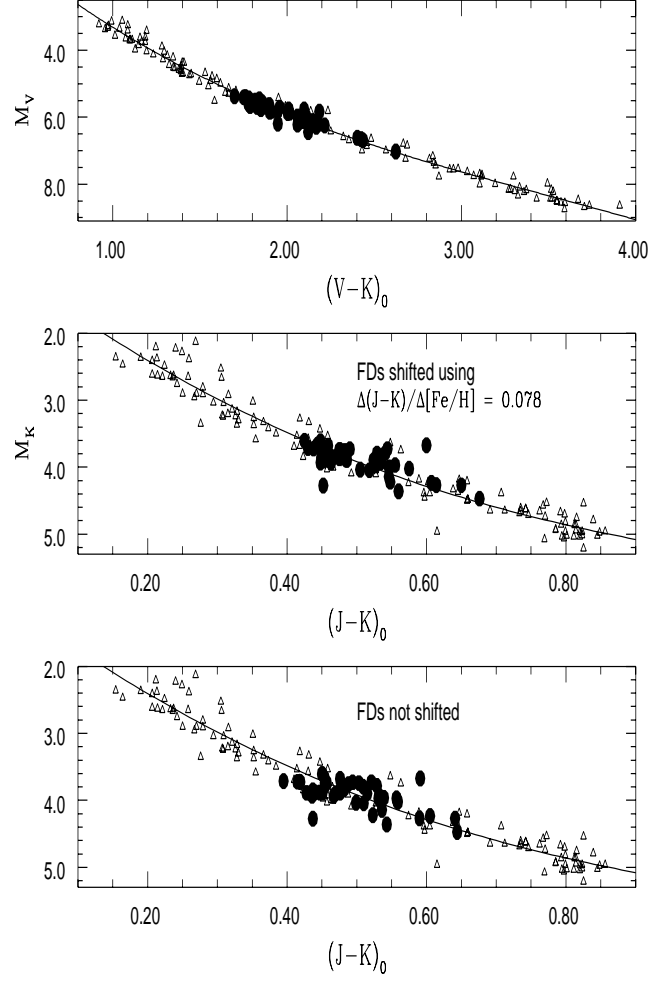 4.0
M_V
6.0
8.0
1.00 2.00 3.00 4.00
(V−K)₀
2.0
FDs shifted using
Δ(J−K)/Δ[Fe/H] = 0.078
3.0
M_K
4.0
5.0
0.20 0.40 0.60 0.80
(J−K)₀
2.0
FDs not shifted
3.0
4.0
5.0
0.20 0.40 0.60 0.80
(J−K)₀